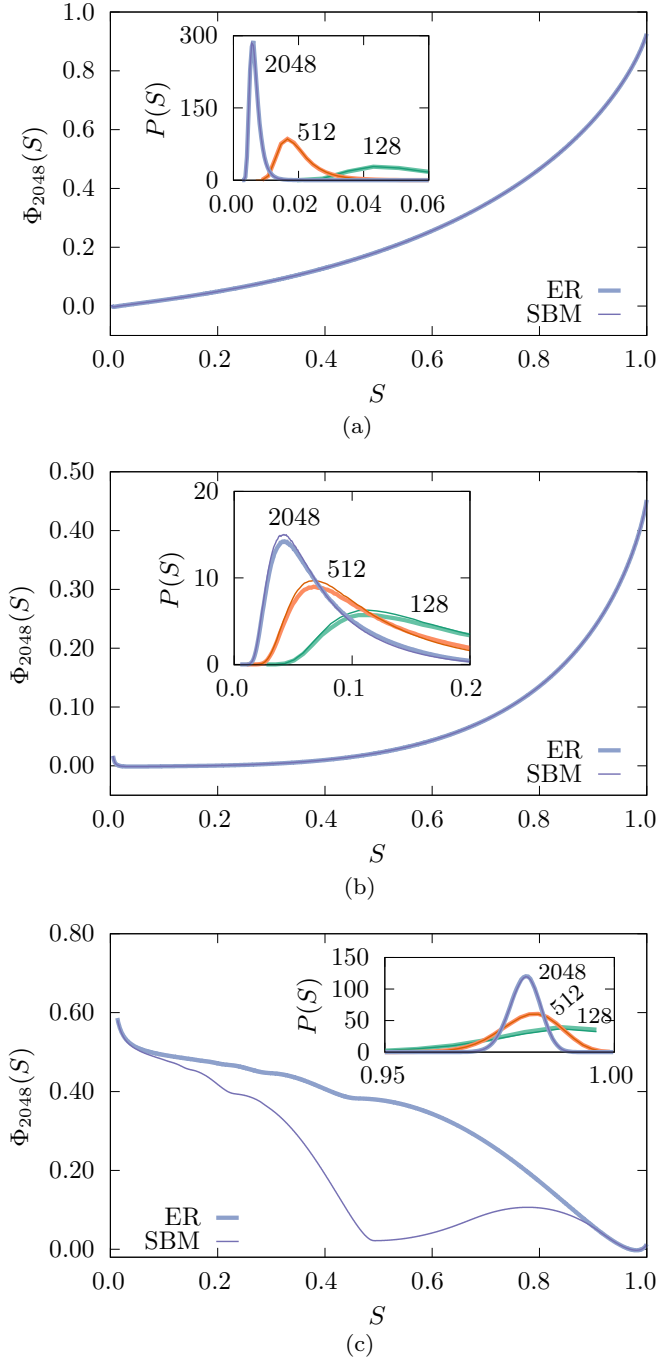 1.0
0.8
0.6
0.4
0.2
0.0
Φ2048(S)
300
150
0
P(S)
2048
512
128
0.00 0.02 0.04 0.06
ER
SBM
0.0 0.2 0.4 0.6 0.8 1.0
S
(a)
0.50
0.40
0.30
0.20
0.10
0.00
Φ2048(S)
20
10
0
P(S)
2048
512
128
0.0 0.1 0.2
ER
SBM
0.0 0.2 0.4 0.6 0.8 1.0
S
(b)
0.80
0.60
0.40
0.20
0.00
Φ2048(S)
150
100
50
0
P(S)
2048
512
128
0.95 1.00
ER
SBM
0.0 0.2 0.4 0.6 0.8 1.0
S
(c)